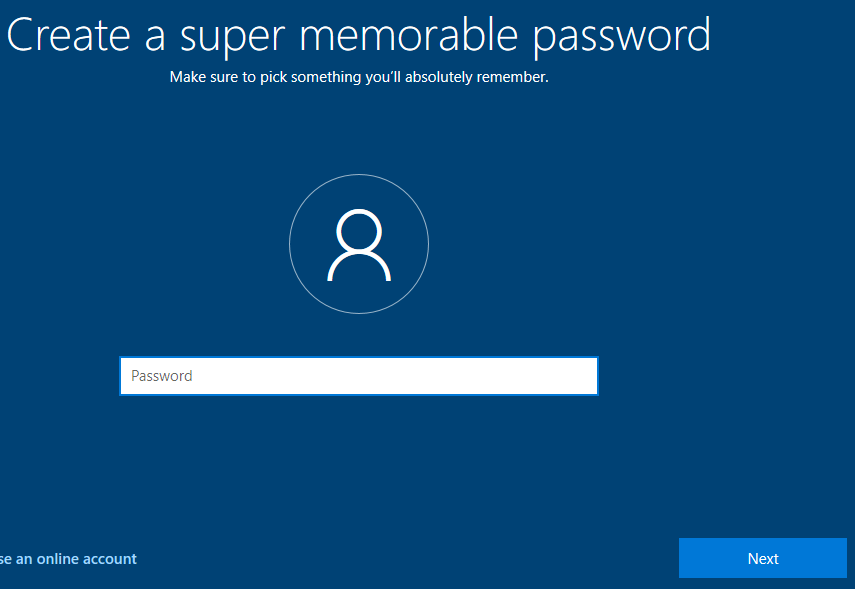 Create a super memorable password
Make sure to pick something you'll absolutely remember.
Password
se an online account
Next